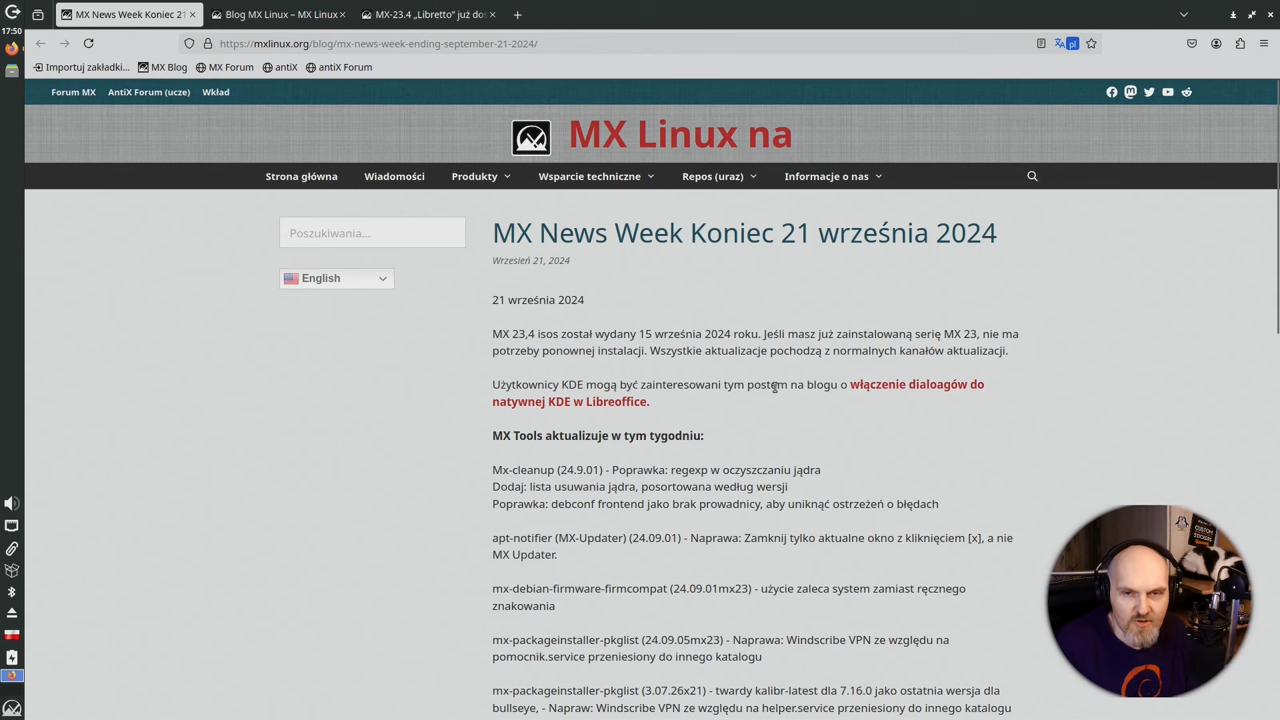 17:50
MX News Week Koniec 21
Blog MX Linux – MX Linux
MX-23.4 „Libretto” już do
https://mxlinux.org/blog/mx-news-week-ending-september-21-2024/
pl
Importuj zakładki...
MX Blog
MX Forum
antiX
antiX Forum
Forum MX
AntiX Forum (ucze)
Wkład
MX Linux na
Strona główna
Wiadomości
Produkty
Wsparcie techniczne
Repos (uraz)
Informacje o nas
Poszukiwania...
English
MX News Week Koniec 21 września 2024
Wrzesień 21, 2024
21 września 2024
MX 23,4 isos został wydany 15 września 2024 roku. Jeśli masz już zainstalowaną serię MX 23, nie ma
potrzeby ponownej instalacji. Wszystkie aktualizacje pochodzą z normalnych kanałów aktualizacji.
Użytkownicy KDE mogą być zainteresowani tym postem na blogu o włączenie dialoagów do
natywnej KDE w Libreoffice.
MX Tools aktualizuje w tym tygodniu:
Mx-cleanup (24.9.01) - Poprawka: regexp w oczyszczaniu jądra
Dodaj: lista usuwania jądra, posortowana według wersji
Poprawka: debconf frontend jako brak prowadnicy, aby uniknąć ostrzeżeń o błędach
apt-notifier (MX-Updater) (24.09.01) - Naprawa: Zamknij tylko aktualne okno z kliknięciem [x], a nie
MX Updater.
mx-debian-firmware-firmcompat (24.09.01mx23) - użycie zaleca system zamiast ręcznego
znakowania
mx-packageinstaller-pkglist (24.09.05mx23) - Naprawa: Windscribe VPN ze względu na
pomocnik.service przeniesiony do innego katalogu
mx-packageinstaller-pkglist (3.07.26x21) - twardy kalibr-latest dla 7.16.0 jako ostatnia wersja dla
bullseye, - Napraw: Windscribe VPN ze względu na helper.service przeniesiony do innego katalogu